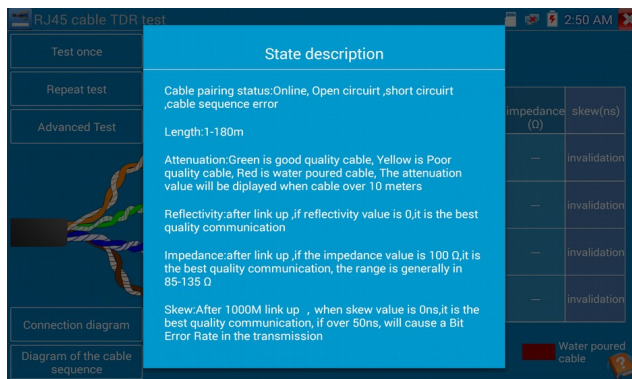 RJ45 cable TDR test
2:50 AM
Test once
Repeat test
Advanced Test
Connection diagram
Diagram of the cable
sequence
State description
Cable pairing status:Online, Open circuirt ,short circuirt
,cable sequence error
Length:1-180m
Attenuation:Green is good quality cable, Yellow is Poor
quality cable, Red is water poured cable, The attenuation
value will be diplayed when cable over 10 meters
Reflectivity:after link up ,if reflectivity value is 0,it is the best
quality communication
Impedance:after link up ,if the impedance value is 100 Ω,it is
the best quality communication, the range is generally in
85-135 Ω
Skew:After 1000M link up , when skew value is 0ns,it is the
best quality communication, if over 50ns, will cause a Bit
Error Rate in the transmission
impedance
(Ω)
skew(ns)
— invalidation
— invalidation
— invalidation
— invalidation
Water poured
cable
?